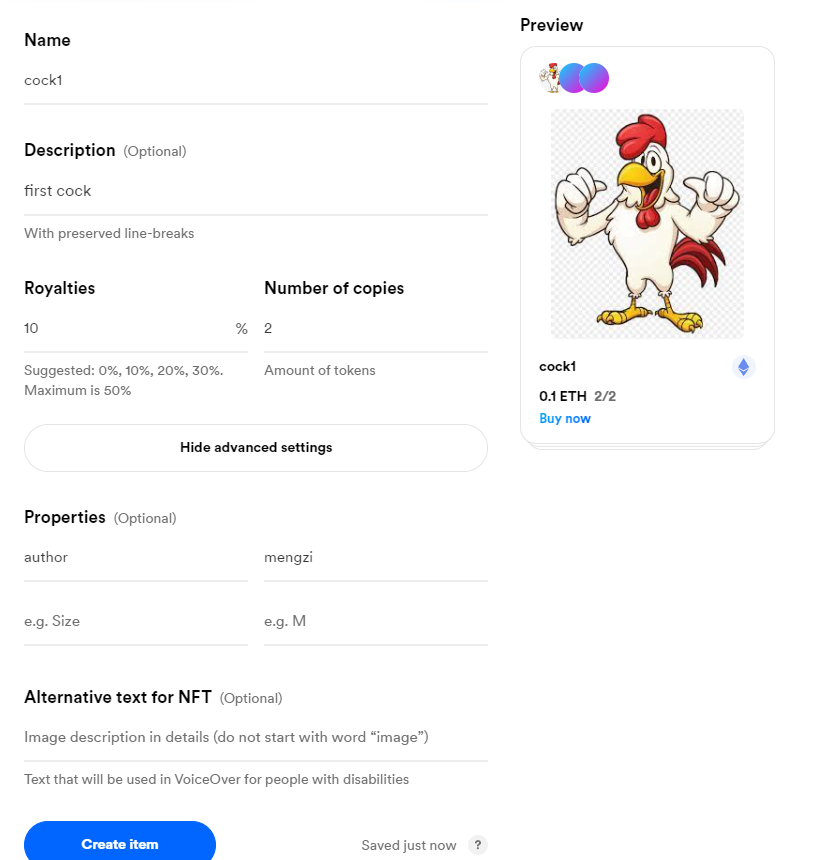 Name
cock1
Description (Optional)
first cock
With preserved line-breaks
Royalties
Number of copies
10 %
2
Suggested: 0%, 10%, 20%, 30%.
Maximum is 50%
Amount of tokens
Hide advanced settings
Properties (Optional)
author
mengzi
e.g. Size
e.g. M
Alternative text for NFT (Optional)
Image description in details (do not start with word “image”)
Text that will be used in VoiceOver for people with disabilities
Create item
Saved just now ?
Preview
cock1
0.1 ETH 2/2
Buy now